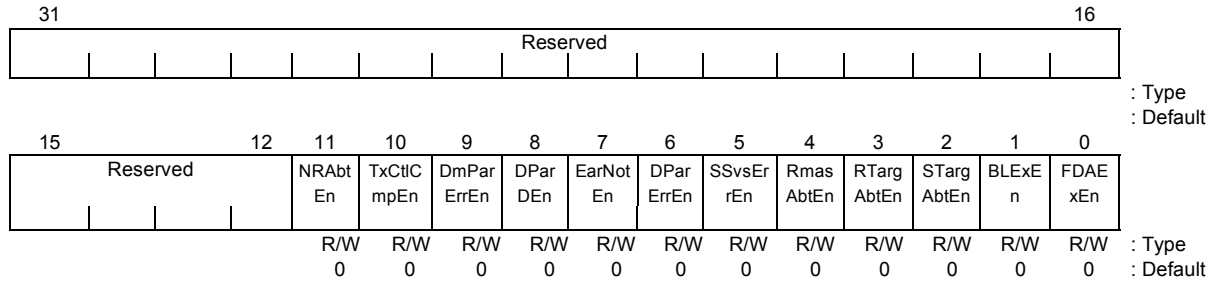 31 16
Reserved
: Type
: Default
15 12 11 10 9 8 7 6 5 4 3 2 1 0
Reserved NRAbt TxCtlC DmPar DPar EarNot DPar SSvsEr Rmas RTarg STarg BLExE FDAE
En mpEn ErrEn DEn En ErrEn rEn AbtEn AbtEn AbtEn n xEn
R/W R/W R/W R/W R/W R/W R/W R/W R/W R/W R/W R/W : Type
0 0 0 0 0 0 0 0 0 0 0 0 : Default